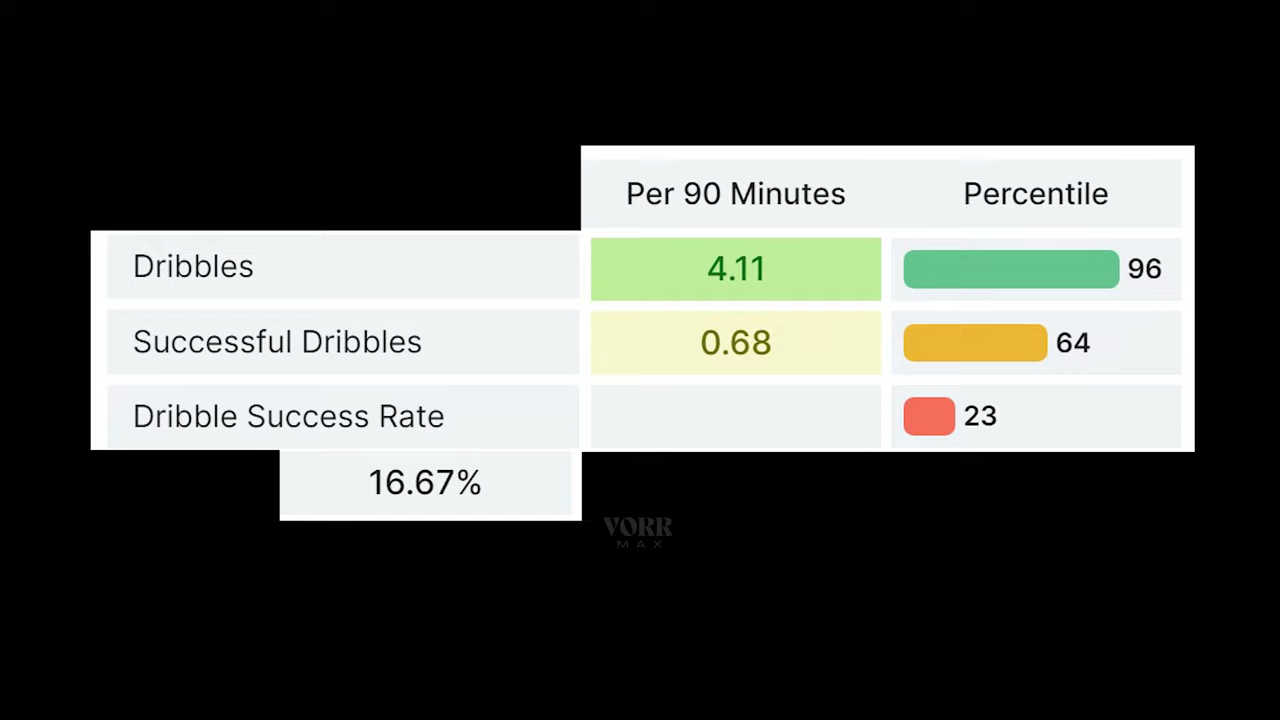 Per 90 Minutes Percentile
Dribbles 4.11 96
Successful Dribbles 0.68 64
Dribble Success Rate 23
16.67%
VORR
MAX